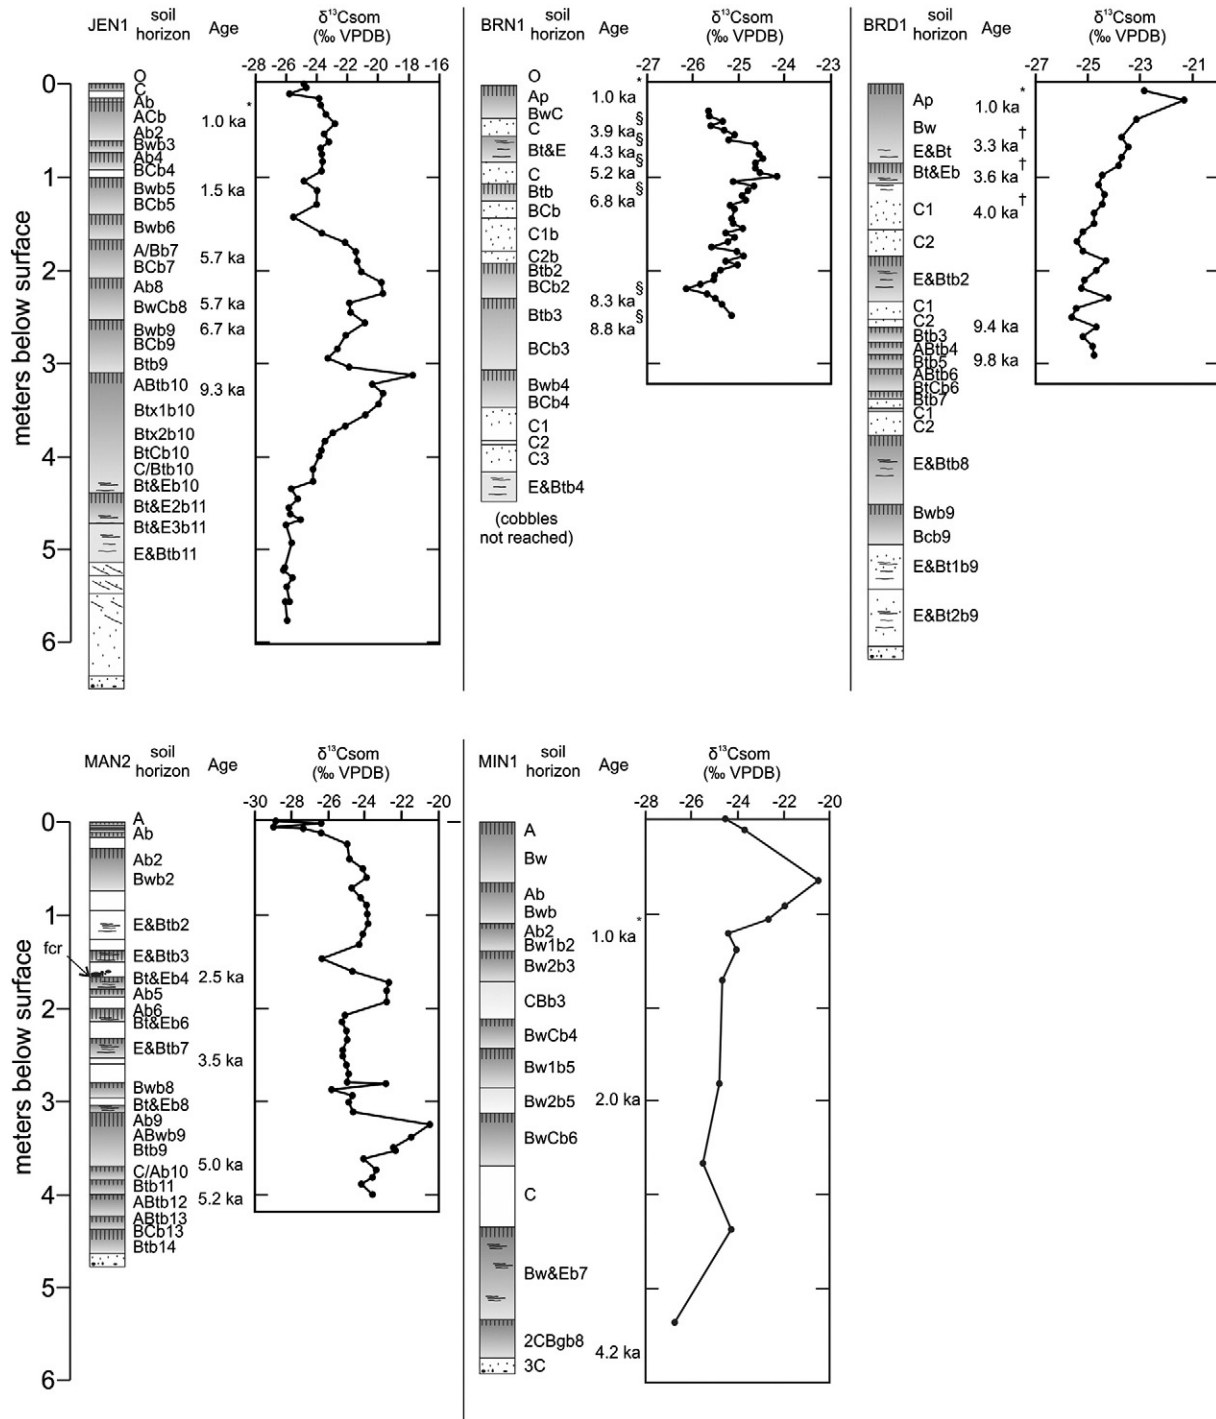 JEN1
soil
horizon
Age
δ¹³Csom
(‰ VPDB)
-28 -26 -24 -22 -20 -18 -16
meters below surface
0
1
2
3
4
5
6
O
C
Ab
ACb
Ab2
Bwb3
Ab4
BCb4
Bwb5
BCb5
Bwb6
A/Bb7
BCb7
Ab8
BwCb8
Bwb9
BCb9
Btb9
ABtb10
Btx1b10
Btx2b10
BtCb10
C/Btb10
Bt&Eb10
Bt&E2b11
Bt&E3b11
E&Btb11
*
1.0 ka
1.5 ka
5.7 ka
5.7 ka
6.7 ka
9.3 ka
BRN1
soil
horizon
Age
δ¹³Csom
(‰ VPDB)
-27 -26 -25 -24 -23
O
Ap
BwC
C
Bt&E
C
Btb
BCb
C1b
C2b
Btb2
BCb2
Btb3
BCb3
Bwb4
BCb4
C1
C2
C3
E&Btb4
(cobbles
not reached)
*
1.0 ka
§
3.9 ka
§
4.3 ka
§
5.2 ka
§
6.8 ka
§
8.3 ka
§
8.8 ka
BRD1
soil
horizon
Age
δ¹³Csom
(‰ VPDB)
-27 -25 -23 -21
Ap
Bw
E&Bt
Bt&Eb
C1
C2
E&Btb2
C1
C2
Btb3
ABtb4
Btb5
ABtb6
BtCb6
Btb7
C1
C2
E&Btb8
Bwb9
Bcb9
E&Bt1b9
E&Bt2b9
*
1.0 ka
†
3.3 ka
†
3.6 ka
†
4.0 ka
9.4 ka
9.8 ka
MAN2
soil
horizon
Age
δ¹³Csom
(‰ VPDB)
-30 -28 -26 -24 -22 -20
meters below surface
0
1
2
3
4
5
6
fcr
A
Ab
Ab2
Bwb2
E&Btb2
E&Btb3
Bt&Eb4
Ab5
Ab6
Bt&Eb6
E&Btb7
Bwb8
Bt&Eb8
Ab9
ABwb9
Btb9
C/Ab10
Btb11
ABtb12
ABtb13
BCb13
Btb14
2.5 ka
3.5 ka
5.0 ka
5.2 ka
MIN1
soil
horizon
Age
δ¹³Csom
(‰ VPDB)
-28 -26 -24 -22 -20
A
Bw
Ab
Bwb
Ab2
Bw1b2
Bw2b3
CBb3
BwCb4
Bw1b5
Bw2b5
BwCb6
C
Bw&Eb7
2CBgb8
3C
*
1.0 ka
2.0 ka
4.2 ka